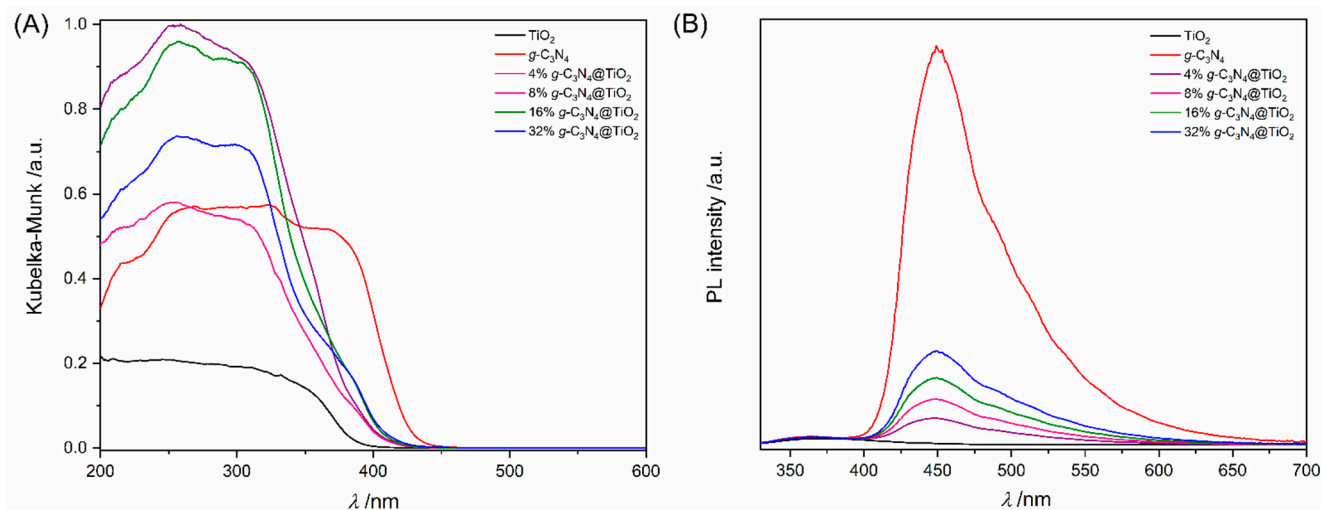 (A)
Kubelka-Munk /a.u.
1.0
0.8
0.6
0.4
0.2
0.0
200
300
400
500
600
λ /nm
TiO₂
g-C₃N₄
4% g-C₃N₄@TiO₂
8% g-C₃N₄@TiO₂
16% g-C₃N₄@TiO₂
32% g-C₃N₄@TiO₂
(B)
PL intensity /a.u.
350
400
450
500
550
600
650
700
λ /nm
TiO₂
g-C₃N₄
4% g-C₃N₄@TiO₂
8% g-C₃N₄@TiO₂
16% g-C₃N₄@TiO₂
32% g-C₃N₄@TiO₂